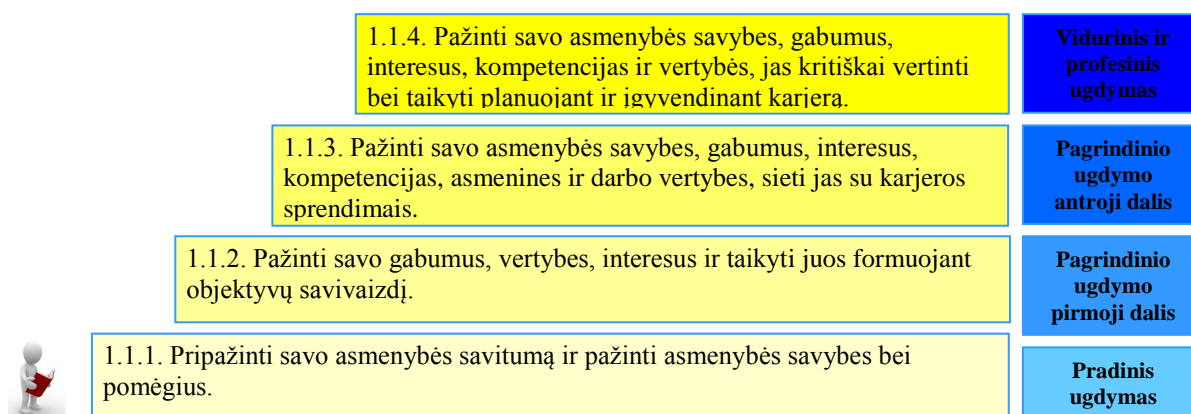 1.1.4. Pažinti savo asmenybės savybes, gabumus,
interesus, kompetencijas ir vertybės, jas kritiškai vertinti
bei taikyti planuojant ir įgyvendinant karjerą.
Vidurinis ir
profesinis
ugdymas
1.1.3. Pažinti savo asmenybės savybes, gabumus, interesus,
kompetencijas, asmenines ir darbo vertybes, sieti jas su karjeros
sprendimais.
Pagrindinio
ugdymo
antroji dalis
1.1.2. Pažinti savo gabumus, vertybes, interesus ir taikyti juos formuojant
objektyvų savivaizdį.
Pagrindinio
ugdymo
pirmoji dalis
1.1.1. Pripažinti savo asmenybės savitumą ir pažinti asmenybės savybes bei
pomėgius.
Pradinis
ugdymas